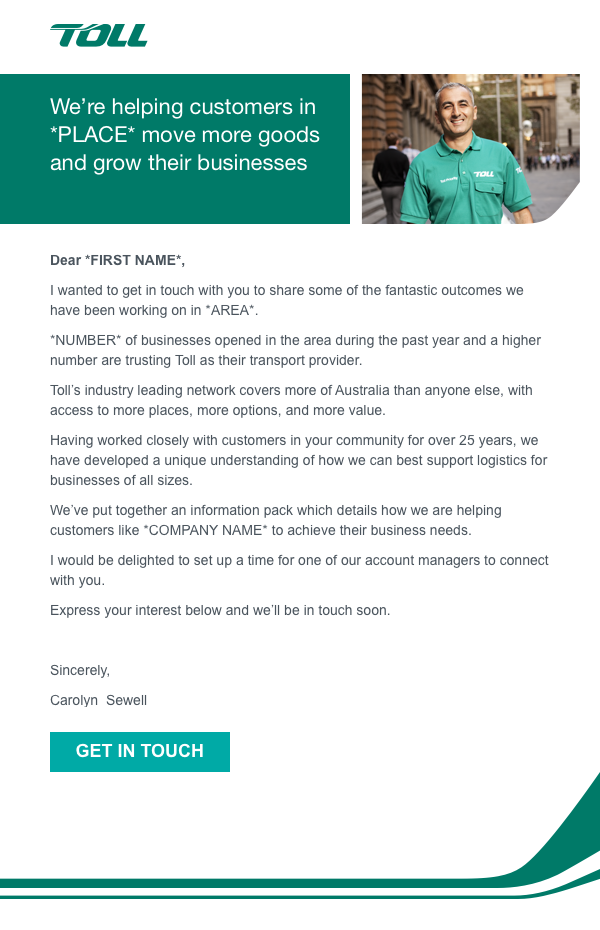 TOLL
We’re helping customers in
*PLACE* move more goods
and grow their businesses
TOLL
Dear *FIRST NAME*,
I wanted to get in touch with you to share some of the fantastic outcomes we
have been working on in *AREA*.
*NUMBER* of businesses opened in the area during the past year and a higher
number are trusting Toll as their transport provider.
Toll’s industry leading network covers more of Australia than anyone else, with
access to more places, more options, and more value.
Having worked closely with customers in your community for over 25 years, we
have developed a unique understanding of how we can best support logistics for
businesses of all sizes.
We’ve put together an information pack which details how we are helping
customers like *COMPANY NAME* to achieve their business needs.
I would be delighted to set up a time for one of our account managers to connect
with you.
Express your interest below and we’ll be in touch soon.
Sincerely,
Carolyn  Sewell
GET IN TOUCH